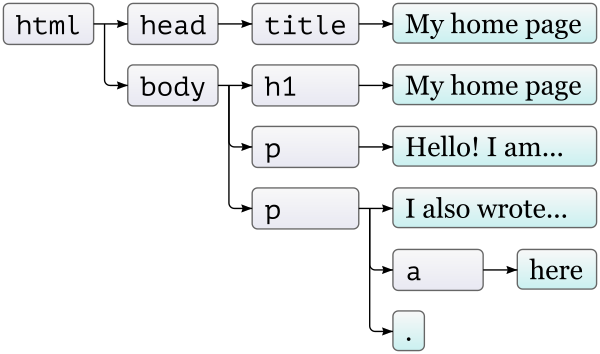 html head title My home page
body h1 My home page
p Hello! I am...
p I also wrote...
a here
.